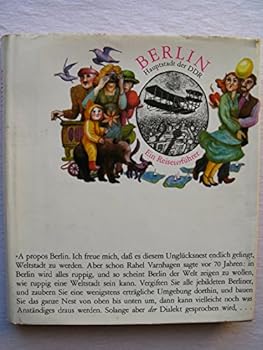 BERLIN
Hauptstadt der DDR
Ein Reiseverführer
»A propos Berlin. Ich freue mich, daß es diesem Unglücksnest endlich gelingt,
Weltstadt zu werden. Aber schon Rahel Varnhagen sagte vor 70 Jahren: in
Berlin wird alles ruppig, und so scheint Berlin der Welt zeigen zu wollen,
wie ruppig eine Weltstadt sein kann. Vergiften Sie alle jebildeten Berliner,
und zaubern Sie eine wenigstens erträgliche Umgebung dorthin, und bauen
Sie das ganze Nest von oben bis unten um, dann kann vielleicht noch was
Anständiges draus werden. Solange aber der Dialekt gesprochen wird, . . .